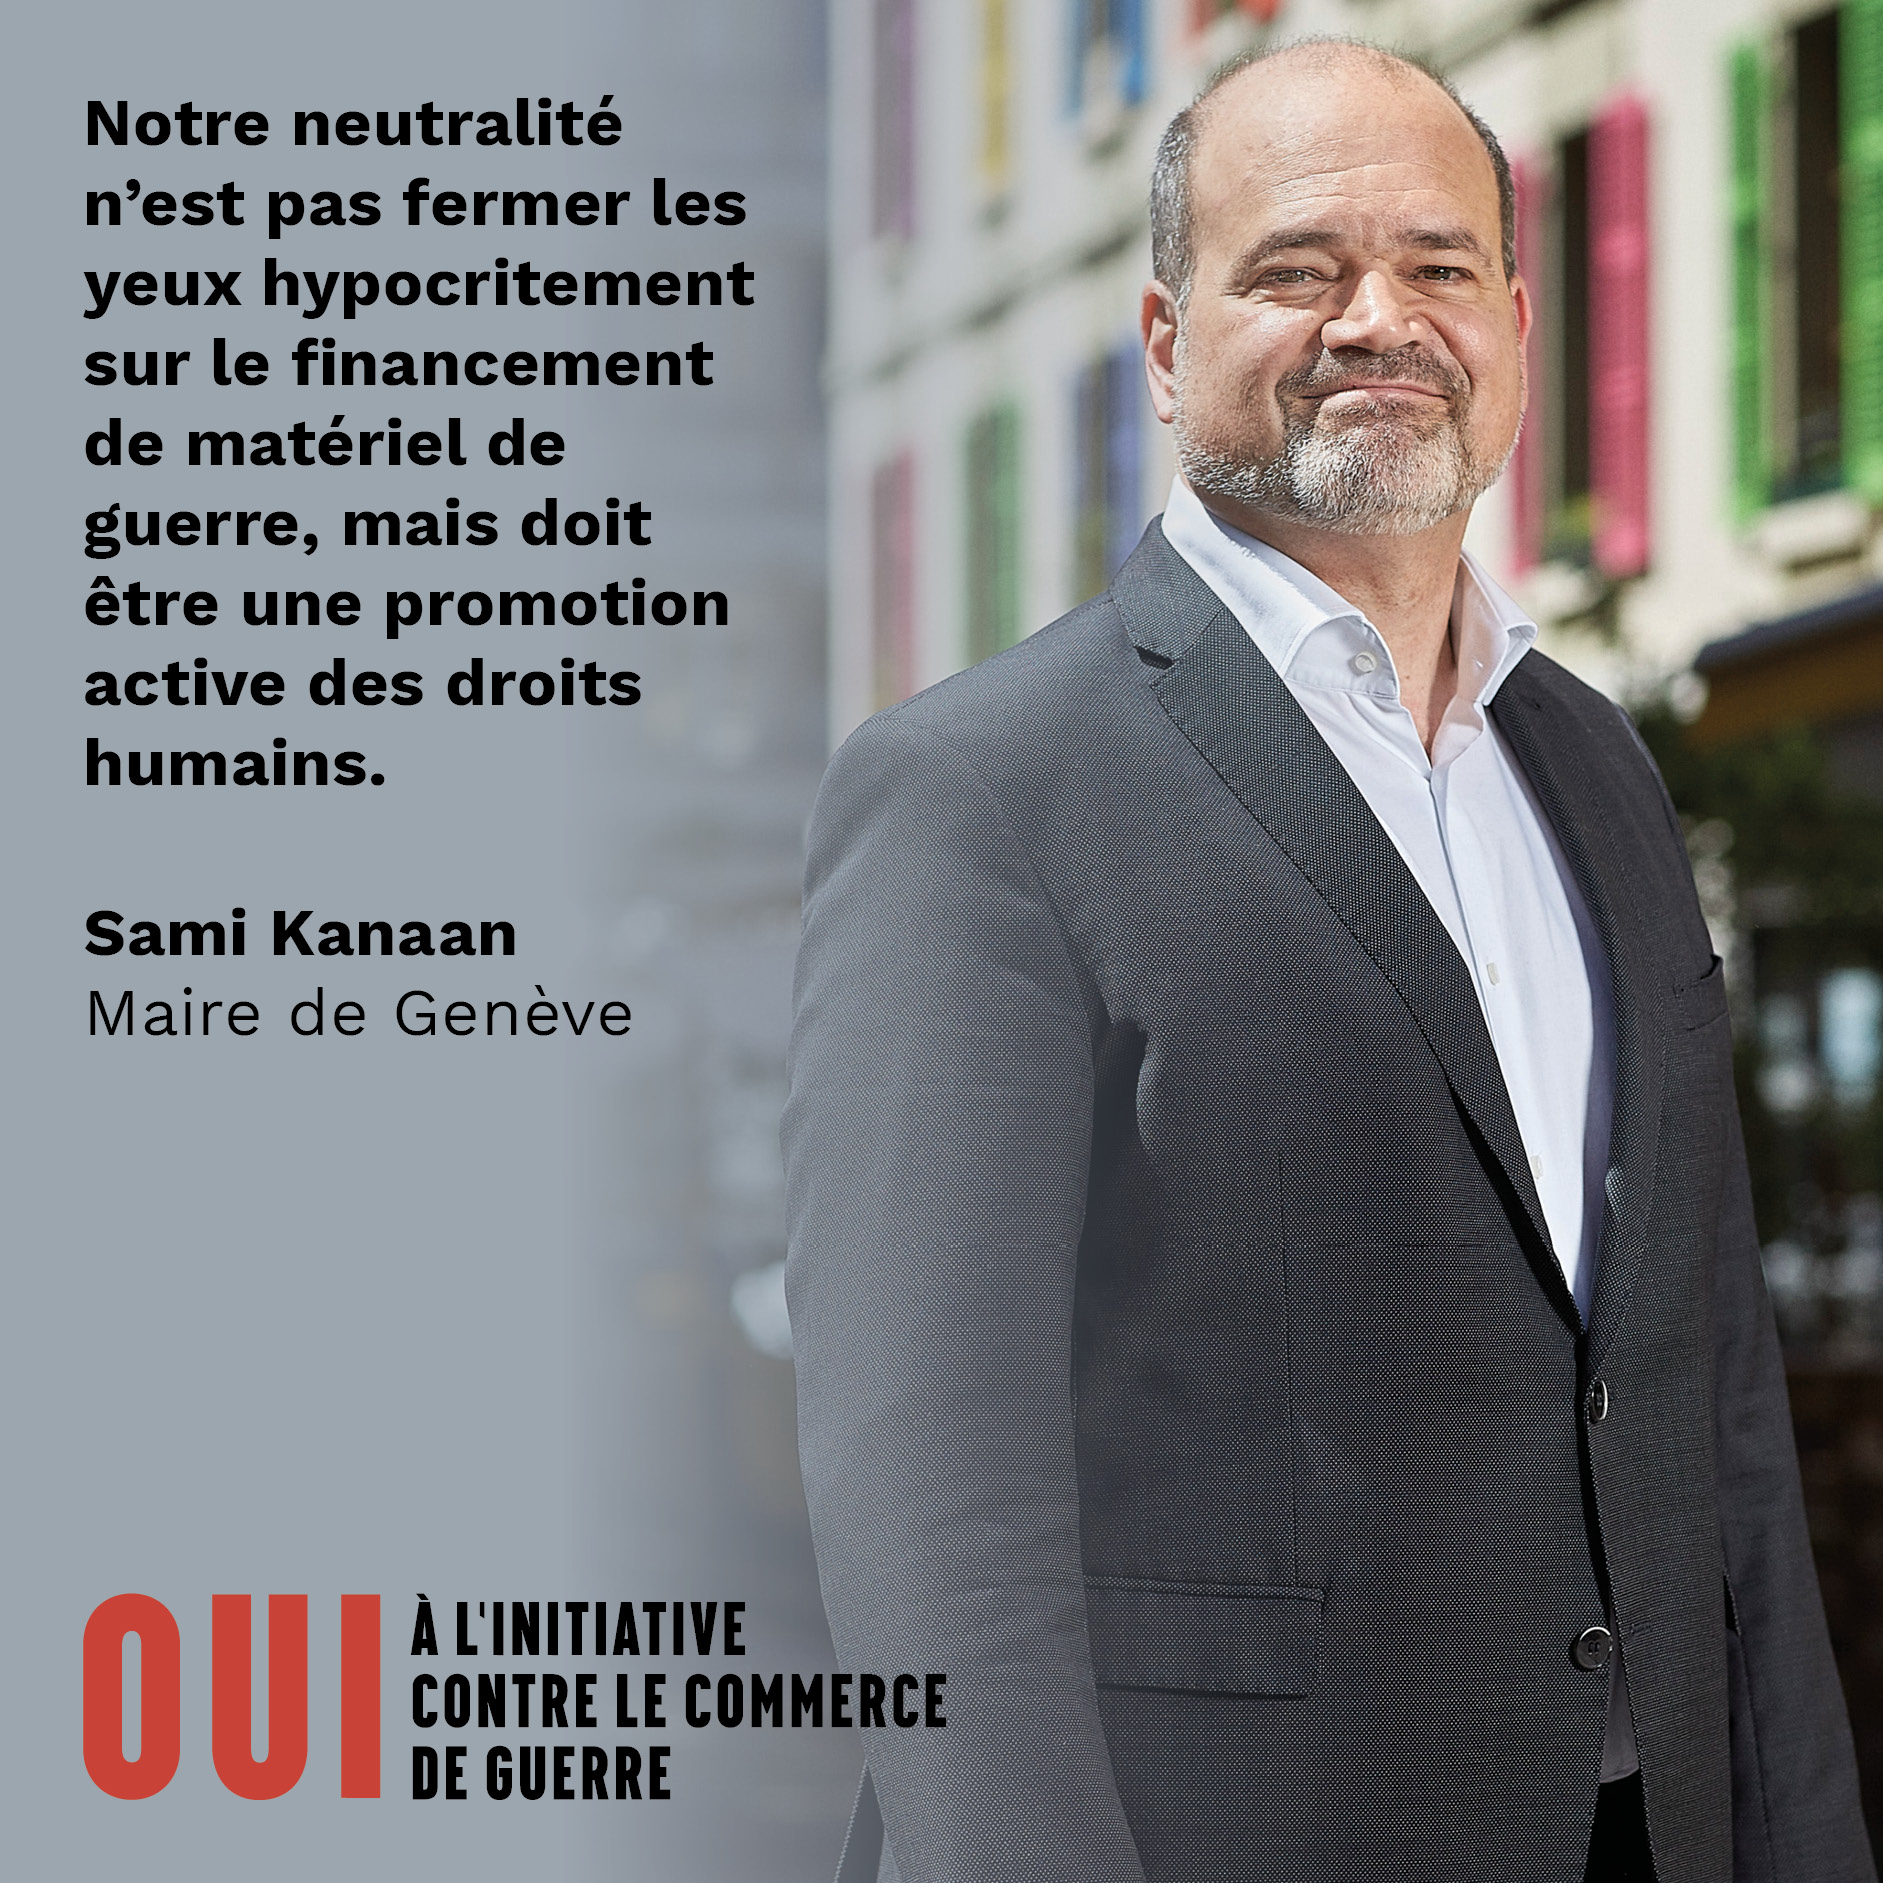 Notre neutralité
n’est pas fermer les
yeux hypocritement
sur le financement
de matériel de
guerre, mais doit
être une promotion
active des droits
humains.
Sami Kanaan
Maire de Genève
OUI
À L'INITIATIVE
CONTRE LE COMMERCE
DE GUERRE